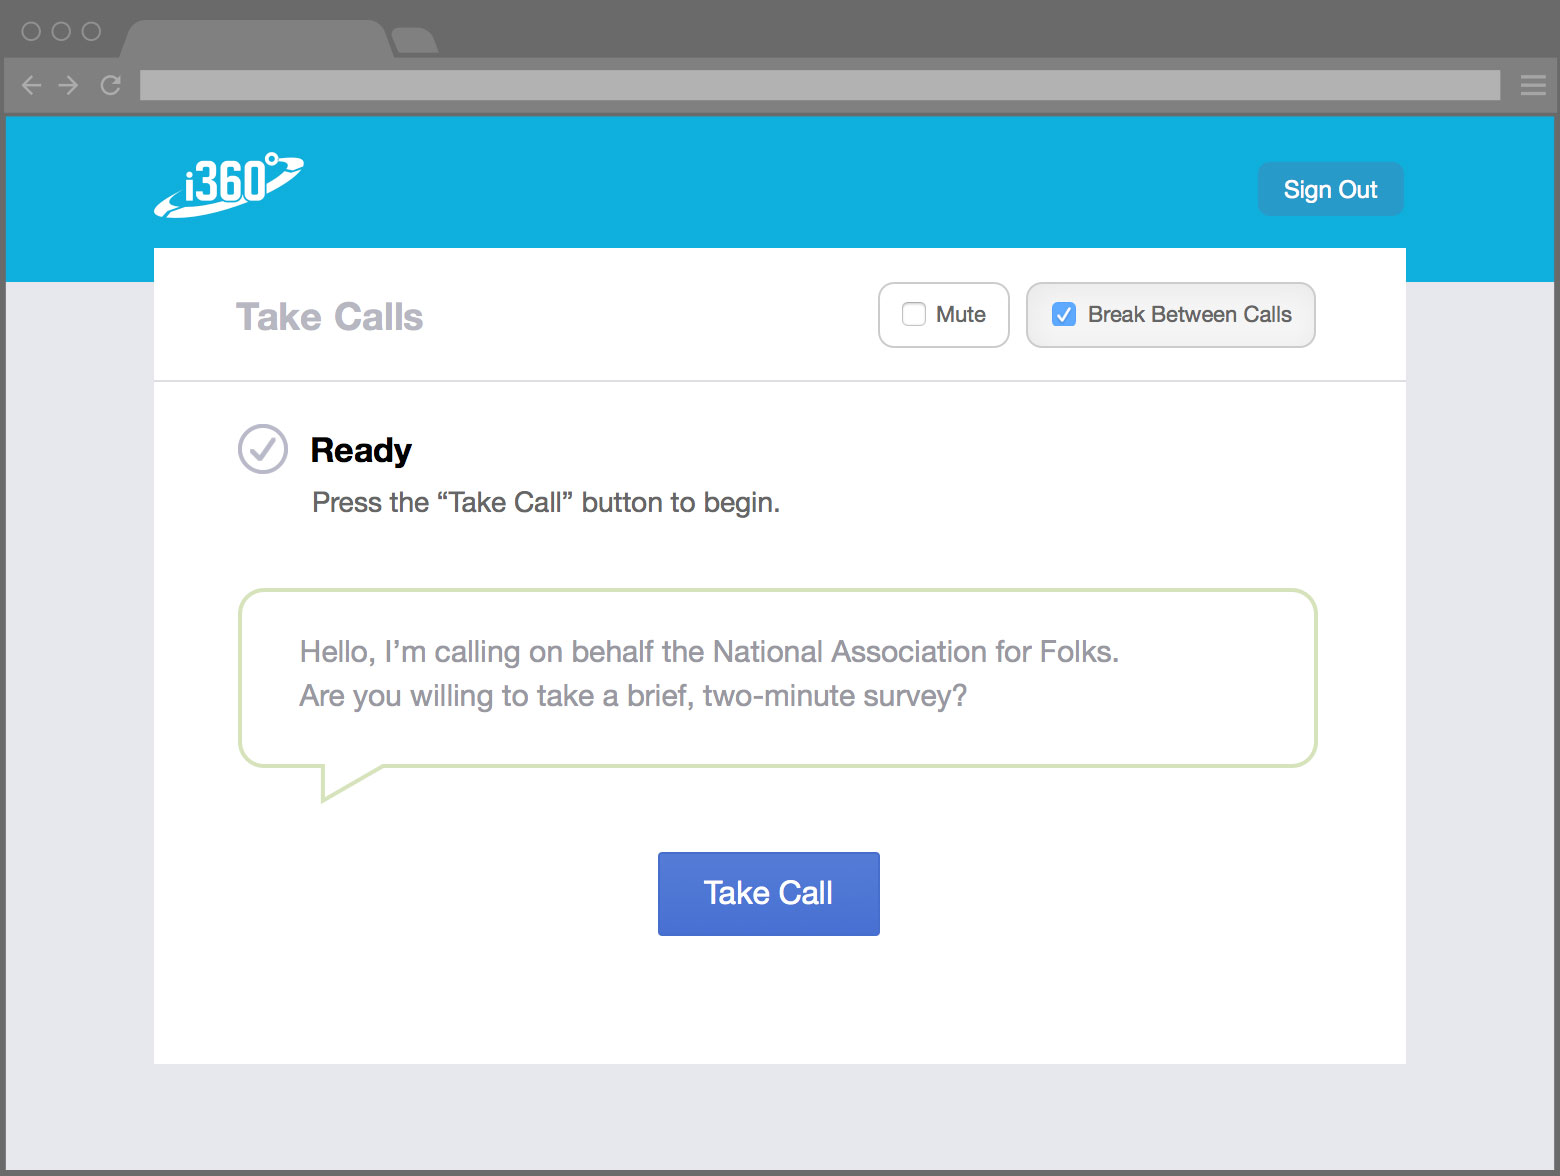 i360°
Sign Out
Take Calls
Mute
Break Between Calls
Ready
Press the “Take Call” button to begin.
Hello, I’m calling on behalf the National Association for Folks.
Are you willing to take a brief, two-minute survey?
Take Call